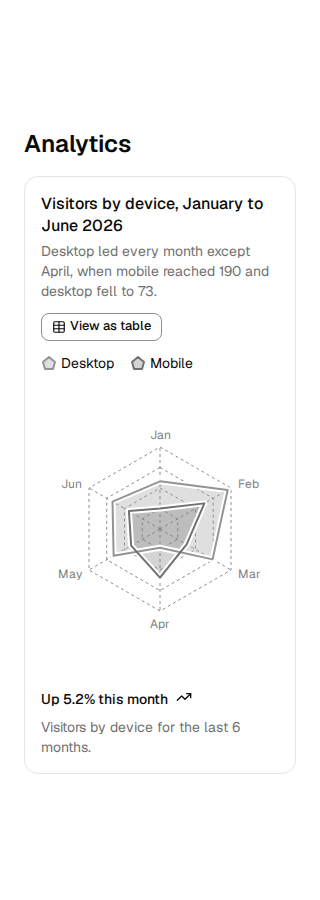 Analytics
Visitors by device, January to
June 2026
Desktop led every month except
April, when mobile reached 190 and
desktop fell to 73.
View as table
Desktop Mobile
Jan
Jun Feb
May Mar
Apr
Up 5.2% this month
Visitors by device for the last 6
months.